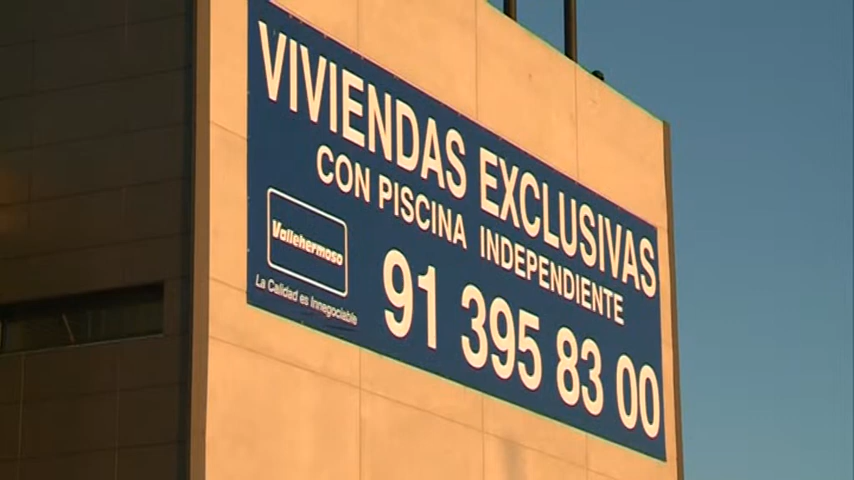 VIVIENDAS EXCLUSIVAS
CON PISCINA INDEPENDIENTE
Vallehermoso
La Calidad es Innegociable
91 395 83 00